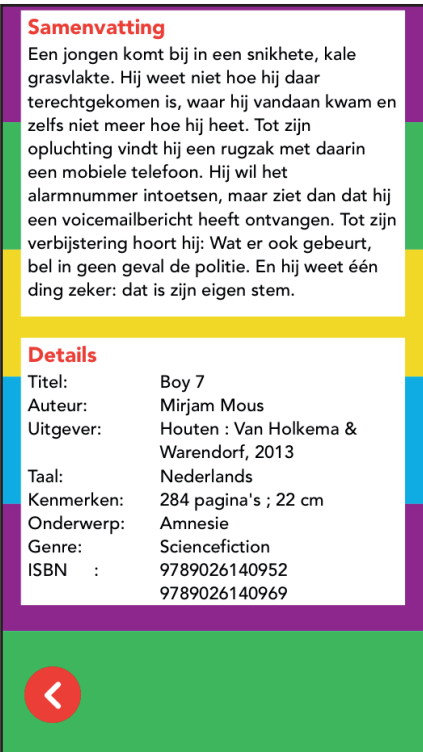 Samenvatting
Een jongen komt bij in een snikhete, kale
grasvlakte. Hij weet niet hoe hij daar
terechtgekomen is, waar hij vandaan kwam en
zelfs niet meer hoe hij heet. Tot zijn
opluchting vindt hij een rugzak met daarin
een mobiele telefoon. Hij wil het
alarmnummer intoetsen, maar ziet dan dat hij
een voicemailbericht heeft ontvangen. Tot zijn
verbijstering hoort hij: Wat er ook gebeurt,
bel in geen geval de politie. En hij weet één
ding zeker: dat is zijn eigen stem.
Details
Titel: Boy 7
Auteur: Mirjam Mous
Uitgever: Houten : Van Holkema &
Warendorf, 2013
Taal: Nederlands
Kenmerken: 284 pagina's ; 22 cm
Onderwerp: Amnesie
Genre: Sciencefiction
ISBN : 9789026140952
9789026140969